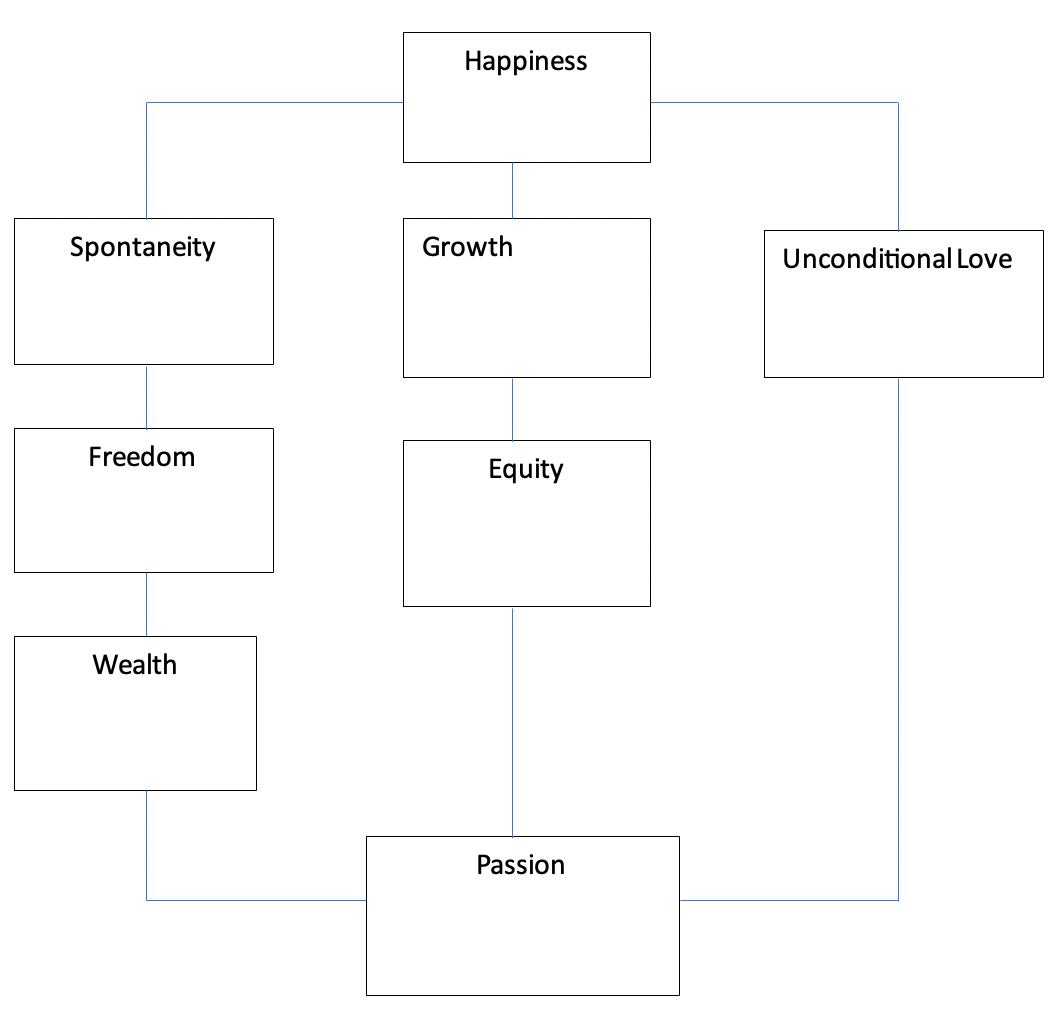 Happiness
Spontaneity
Growth
Unconditional Love
Freedom
Equity
Wealth
Passion